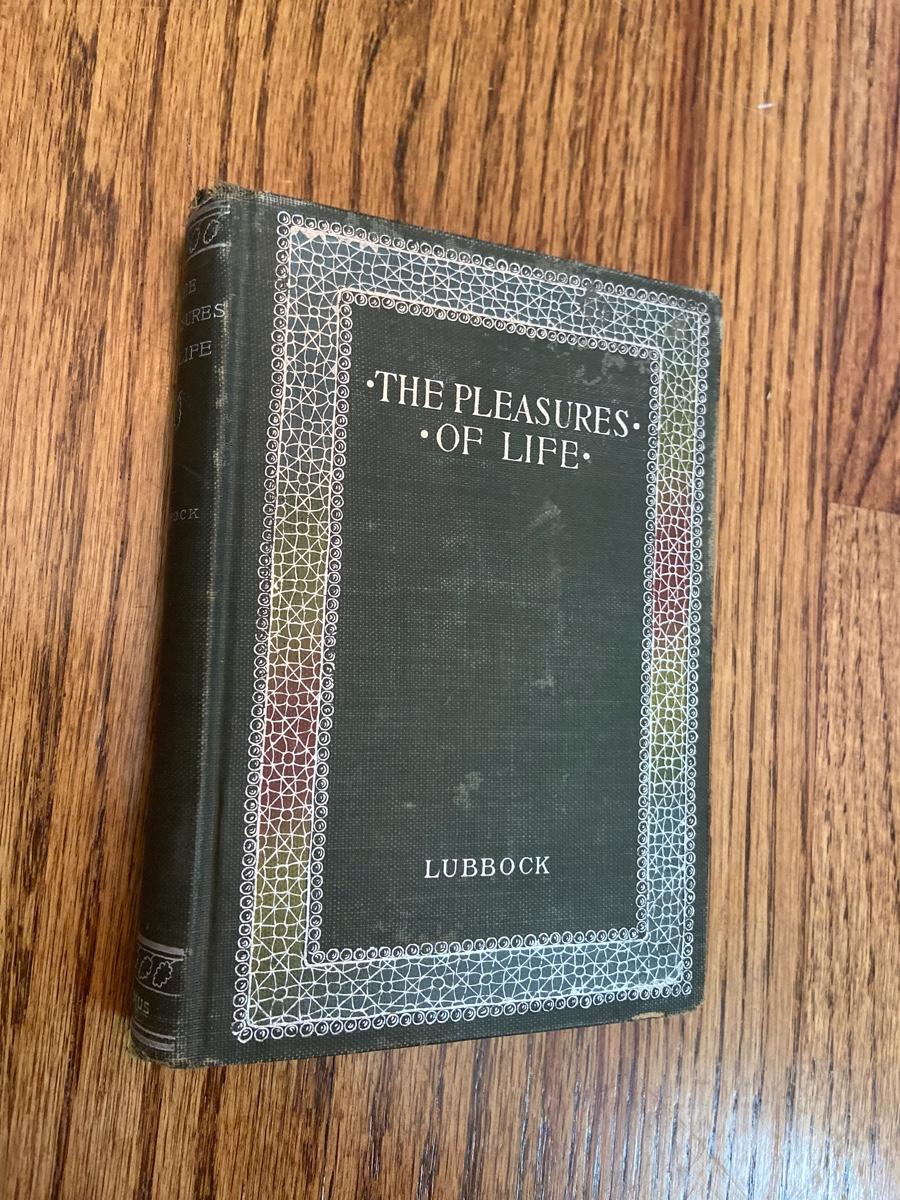 ·THE PLEASURES·
·OF LIFE·
LUBBOCK